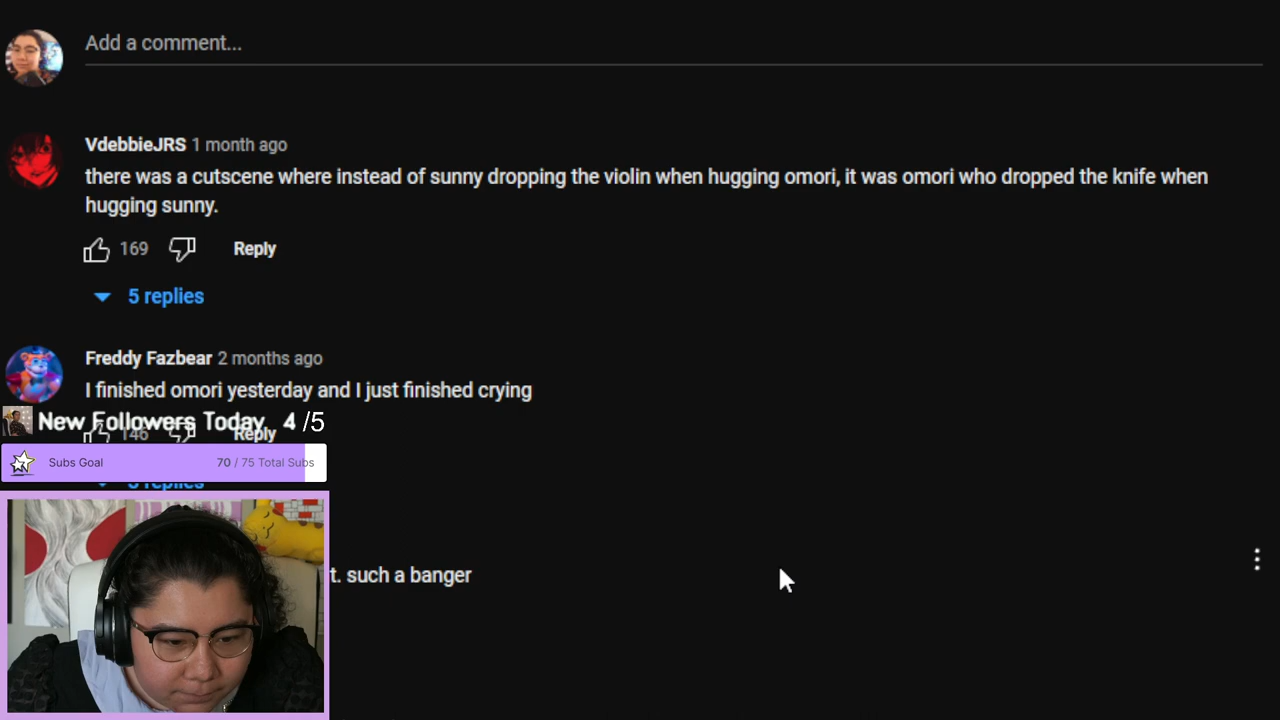 Add a comment...
VdebbieJRS 1 month ago
there was a cutscene where instead of sunny dropping the violin when hugging omori, it was omori who dropped the knife when
hugging sunny.
169 Reply
5 replies
Freddy Fazbear 2 months ago
I finished omori yesterday and I just finished crying
New Followers Today 4 /5
146 Reply
Subs Goal 70 / 75 Total Subs
replies
t. such a banger